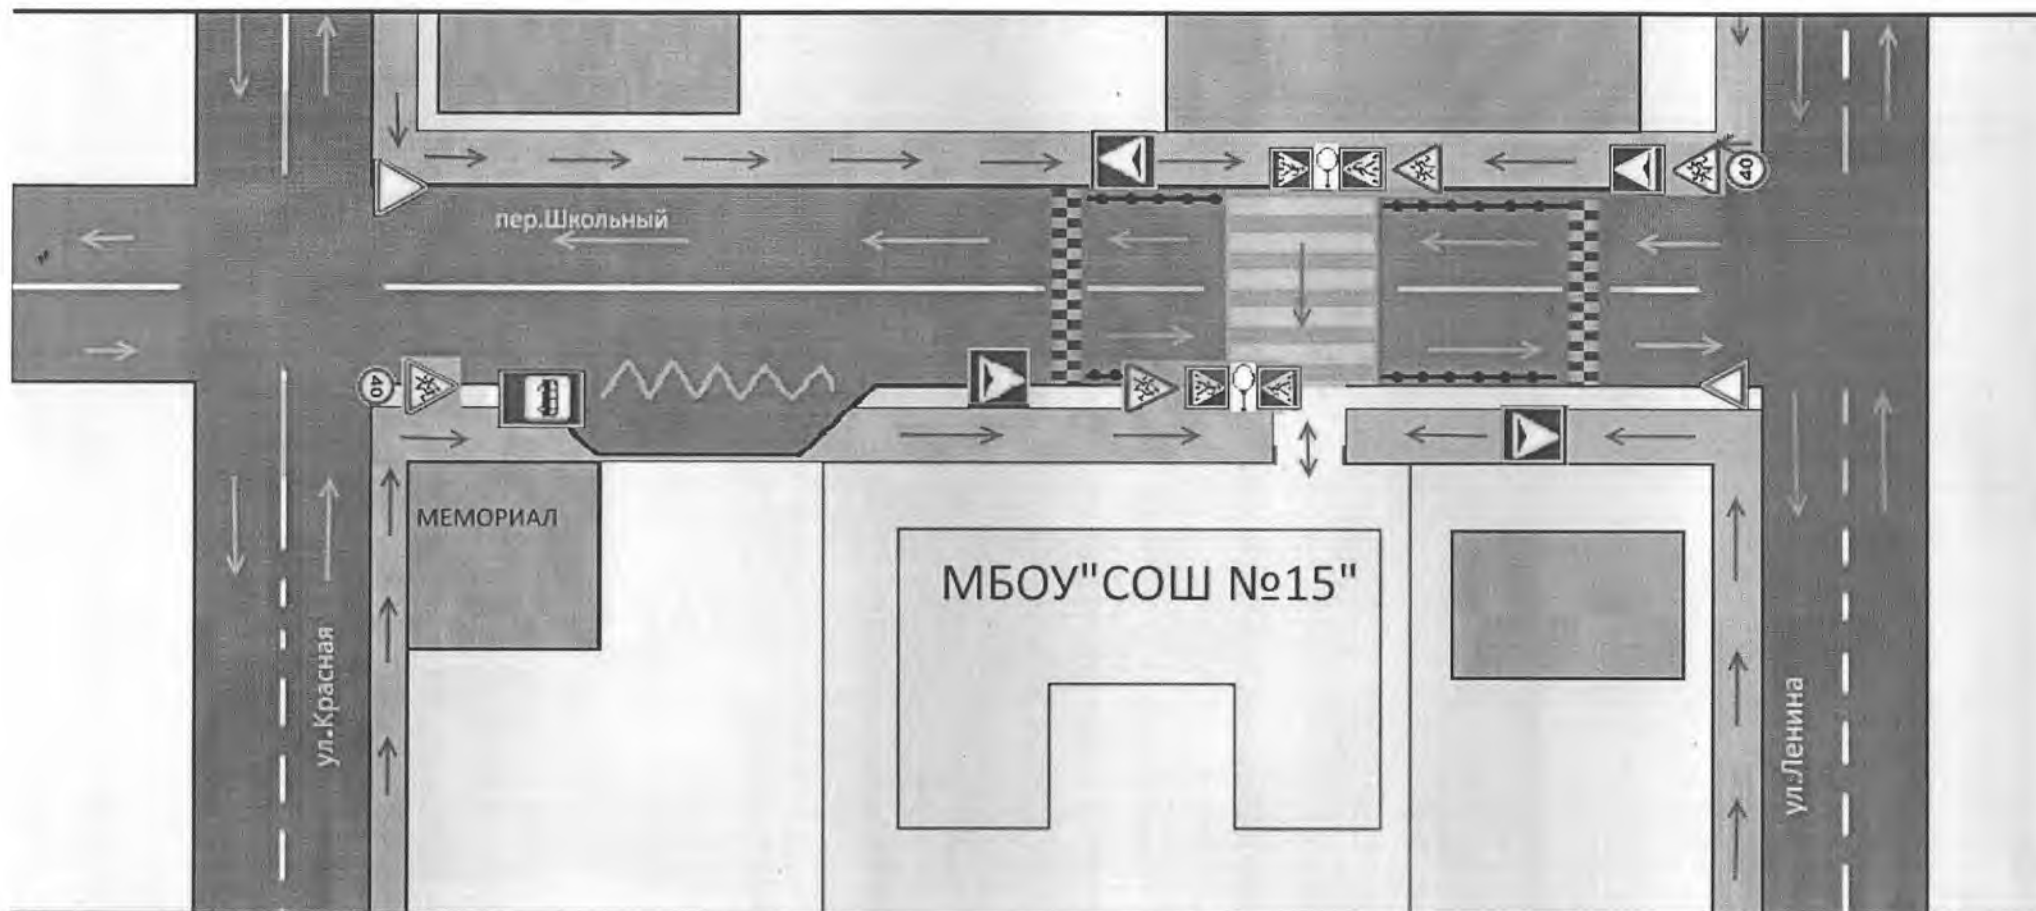 40
пер.Школьный
40
МЕМОРИАЛ
МБОУ"СОШ №15"
ул.Красная
ул.Ленина